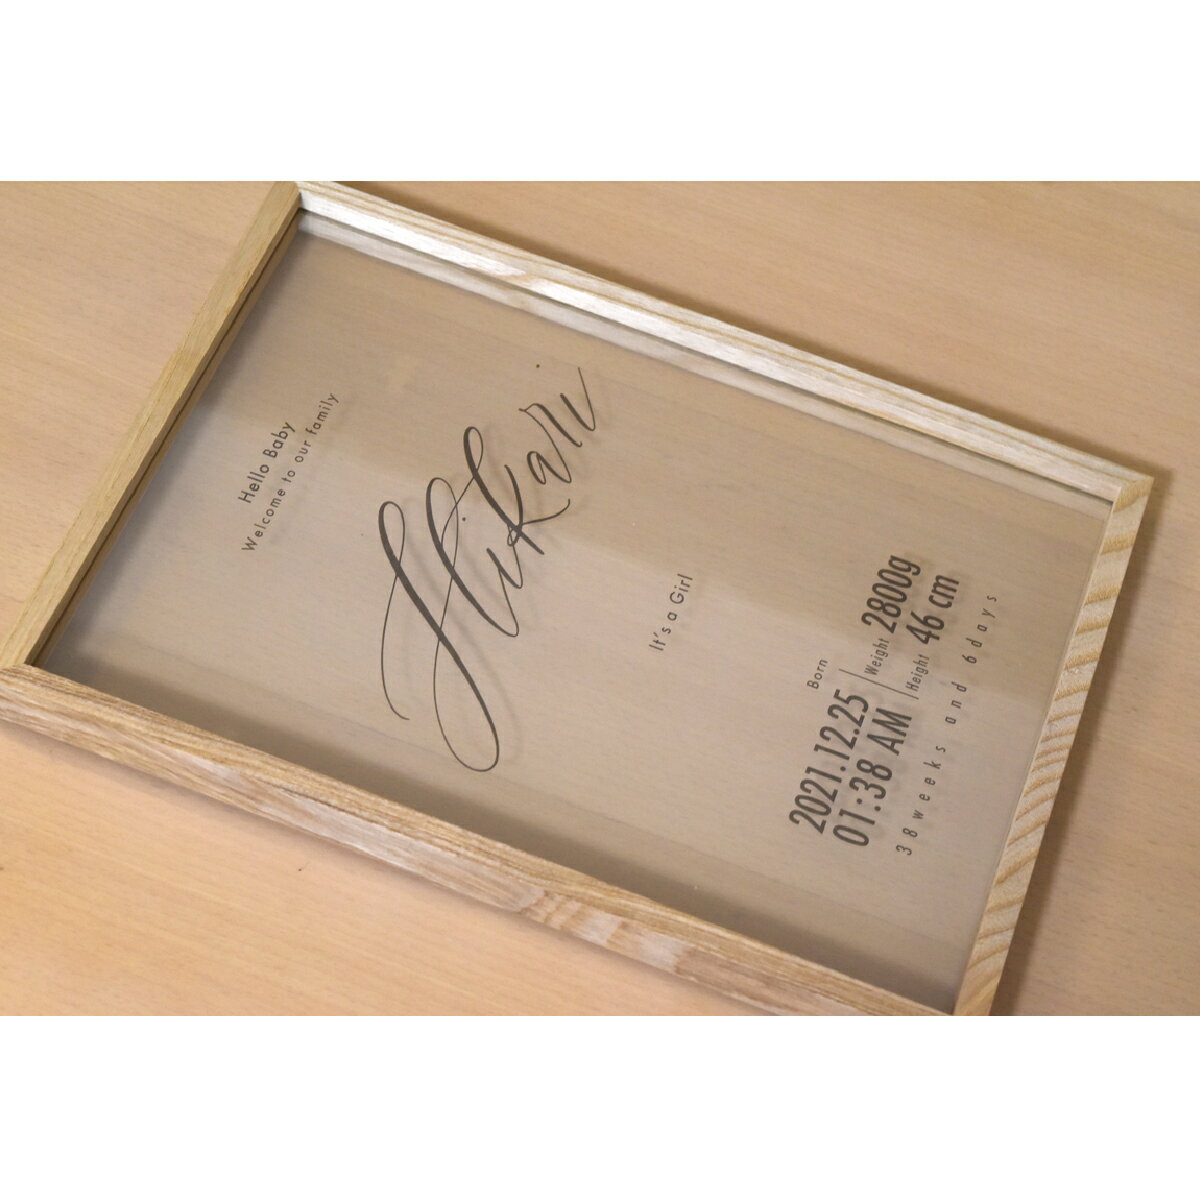 Hello Baby
Welcome to our family
Hikari
It's a Girl
Born
2021.12.25 | Weight 2800g
01:38 AM | Height 46 cm
38weeks and 6days